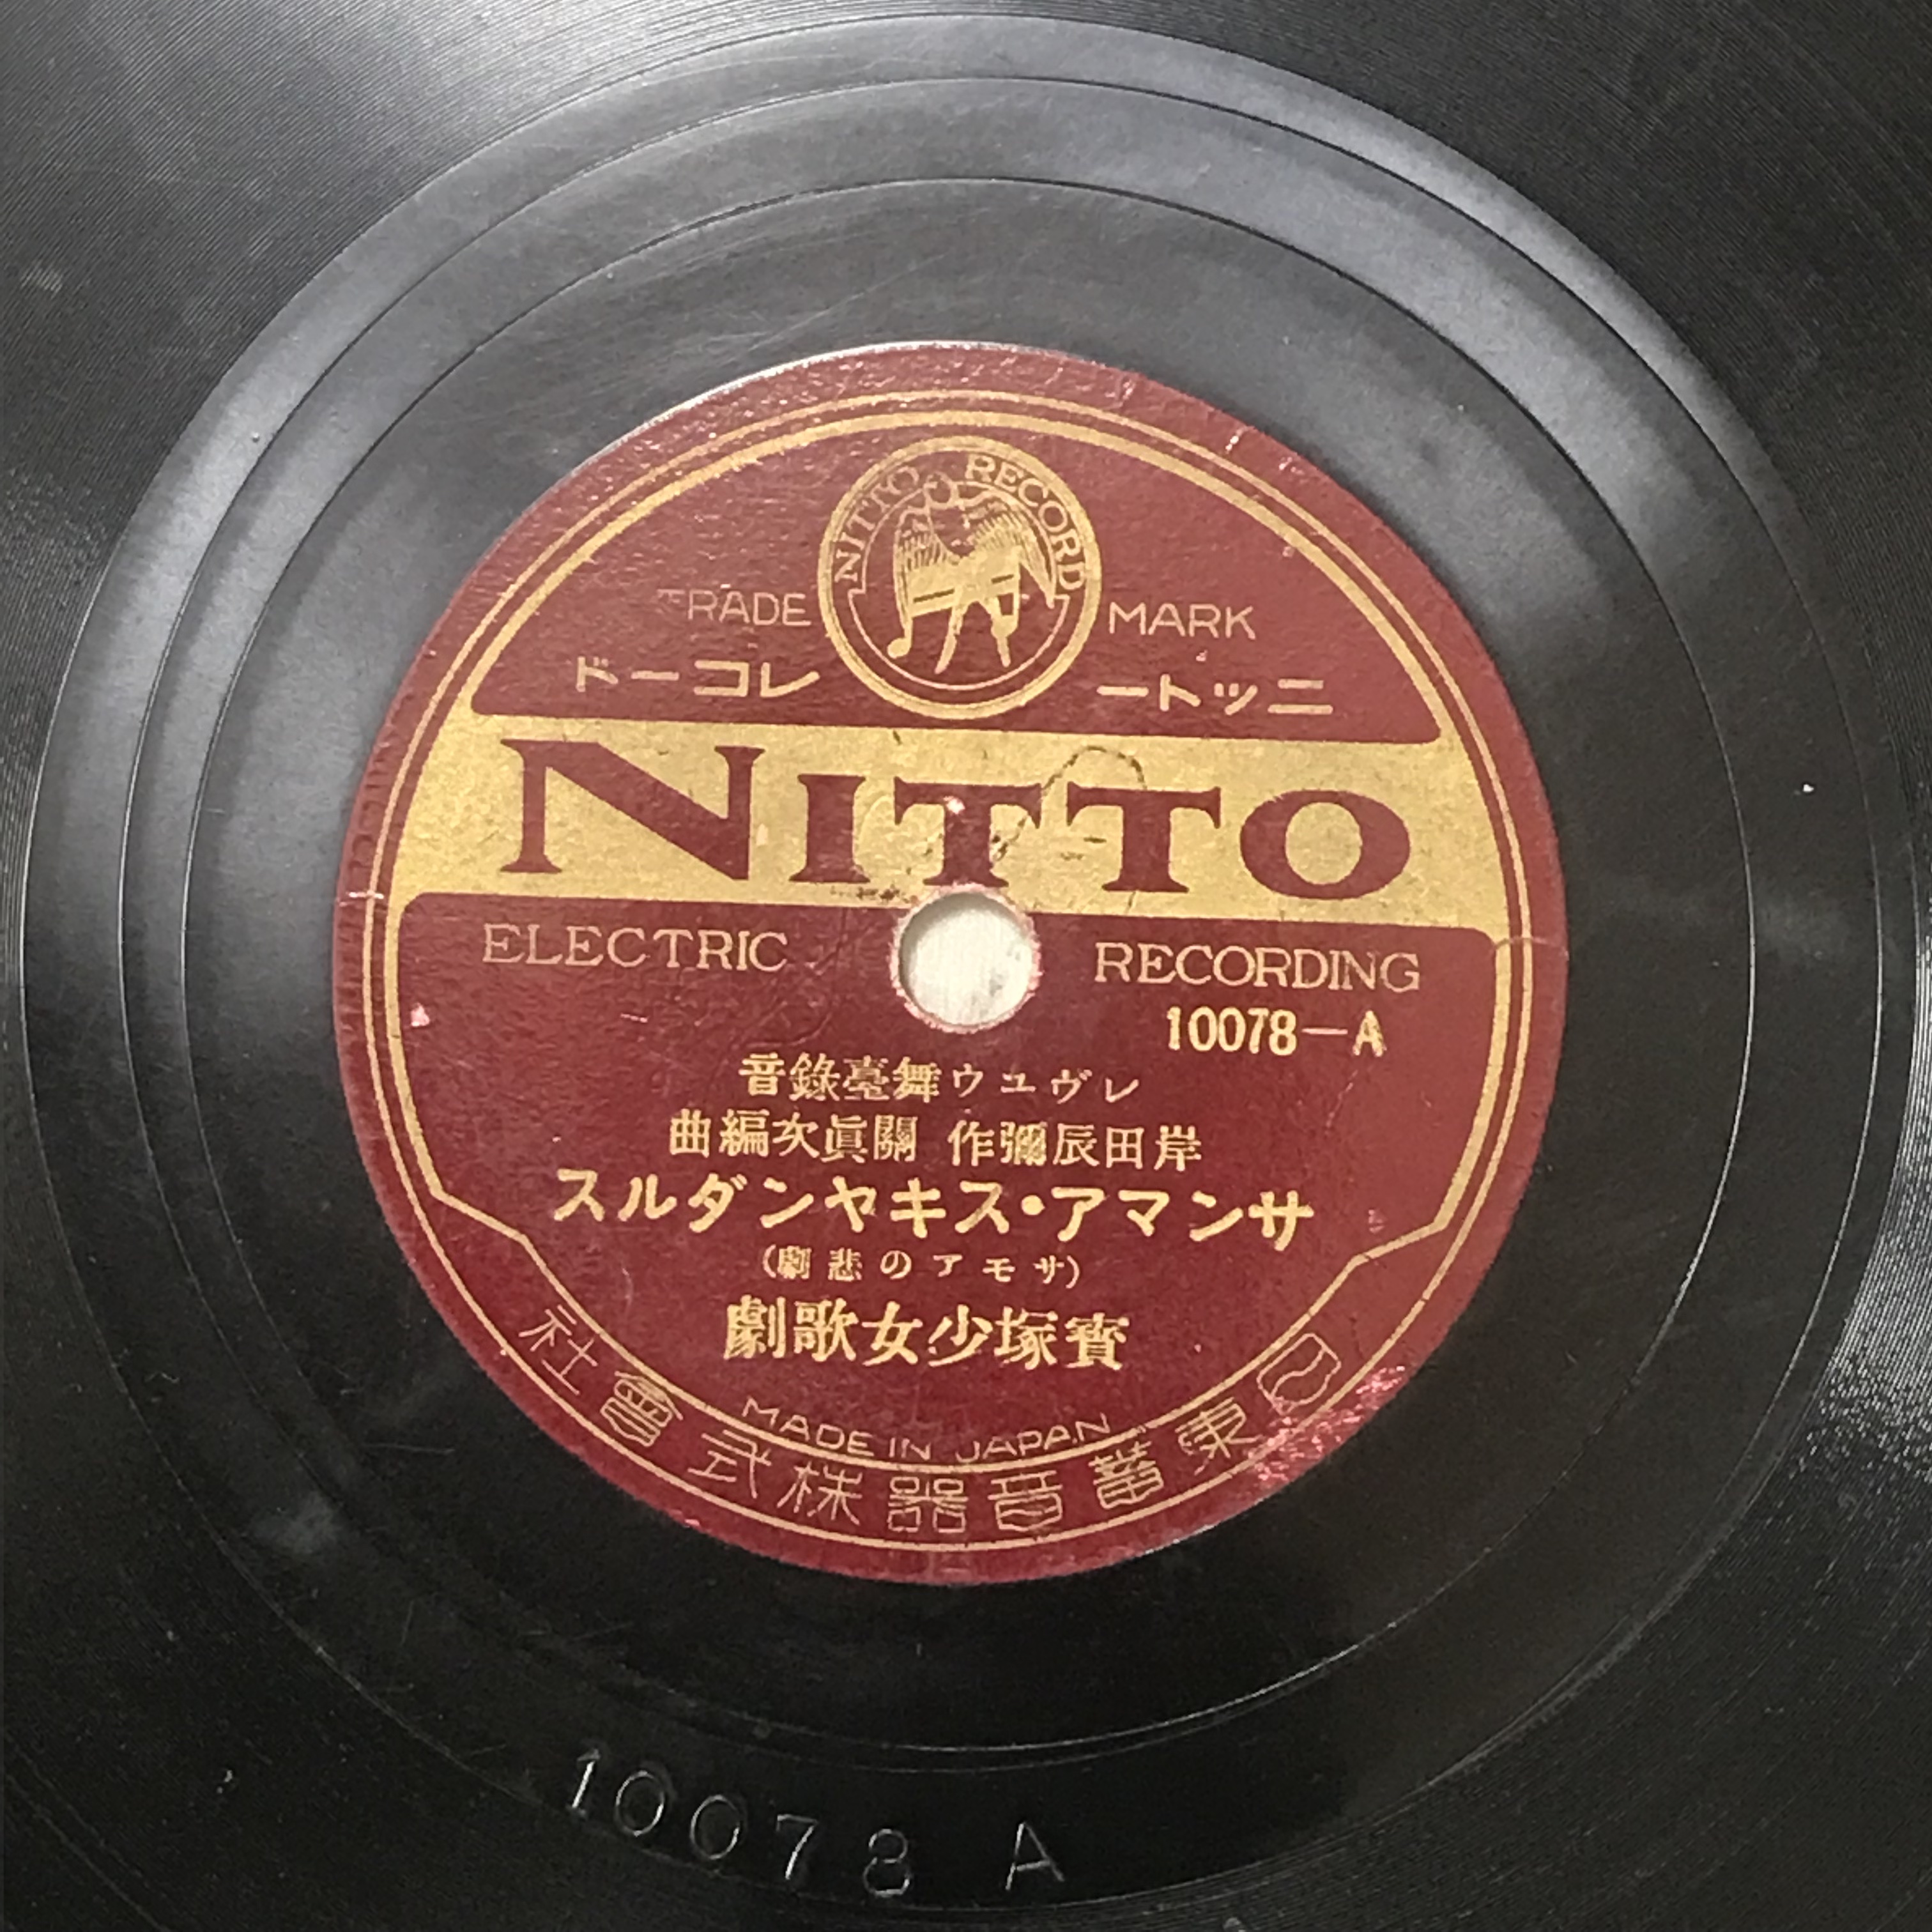 NITTO RECORD
TRADE MARK
ニットー レコード
NITTO
ELECTRIC RECORDING
10078—A
レヴユウ舞臺錄音
岸田辰彌作 關眞次編曲
サンマア・スキヤンダルス
(サモアの悲劇)
寳塚少女歌劇
MADE IN JAPAN
日東蓄音器株式會社
10078 A